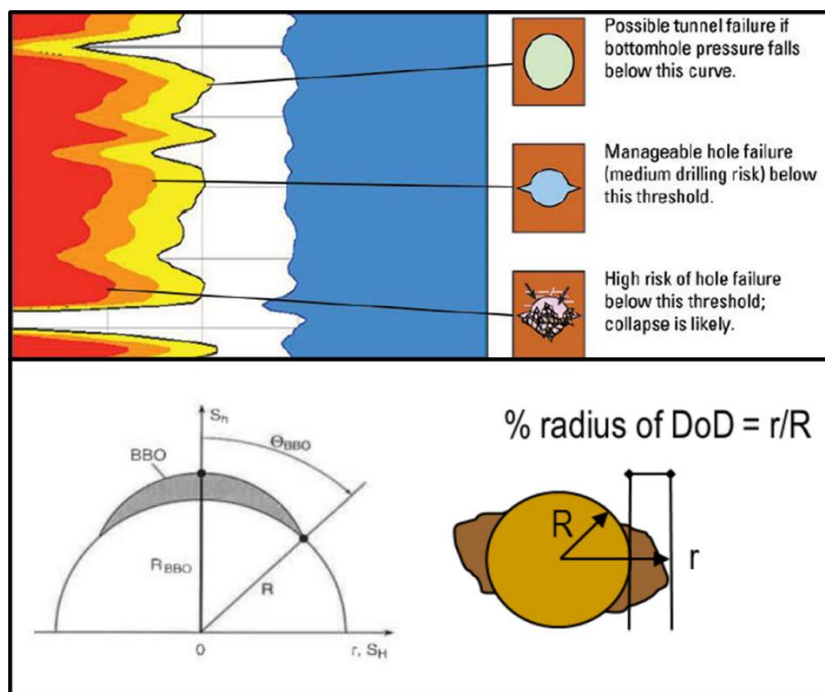 Possible tunnel failure if
bottomhole pressure falls
below this curve.
Manageable hole failure
(medium drilling risk) below
this threshold.
High risk of hole failure
below this threshold;
collapse is likely.
Sh
ΘBBO
BBO
RBBO
R
0
r, SH
% radius of DoD = r/R
R
r